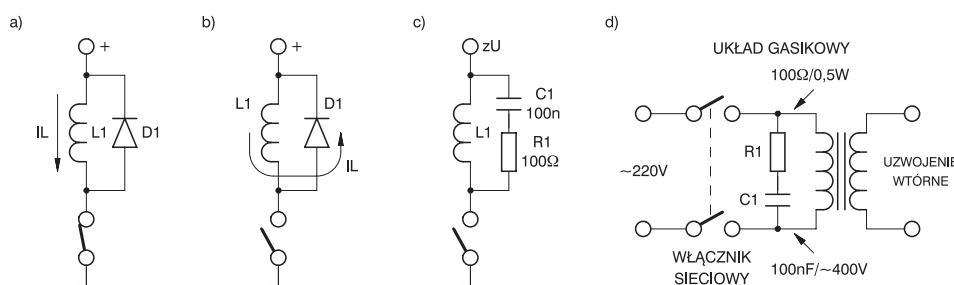 a)
+
IL
L1
D1
b)
+
L1
D1
IL
c)
zU
C1
100n
L1
R1
100Ω
d)
UKŁAD GASIKOWY
100Ω/0,5W
R1
~220V
C1
UZWOJENIE
WTÓRNE
WŁĄCZNIK
SIECIOWY
100nF/~400V